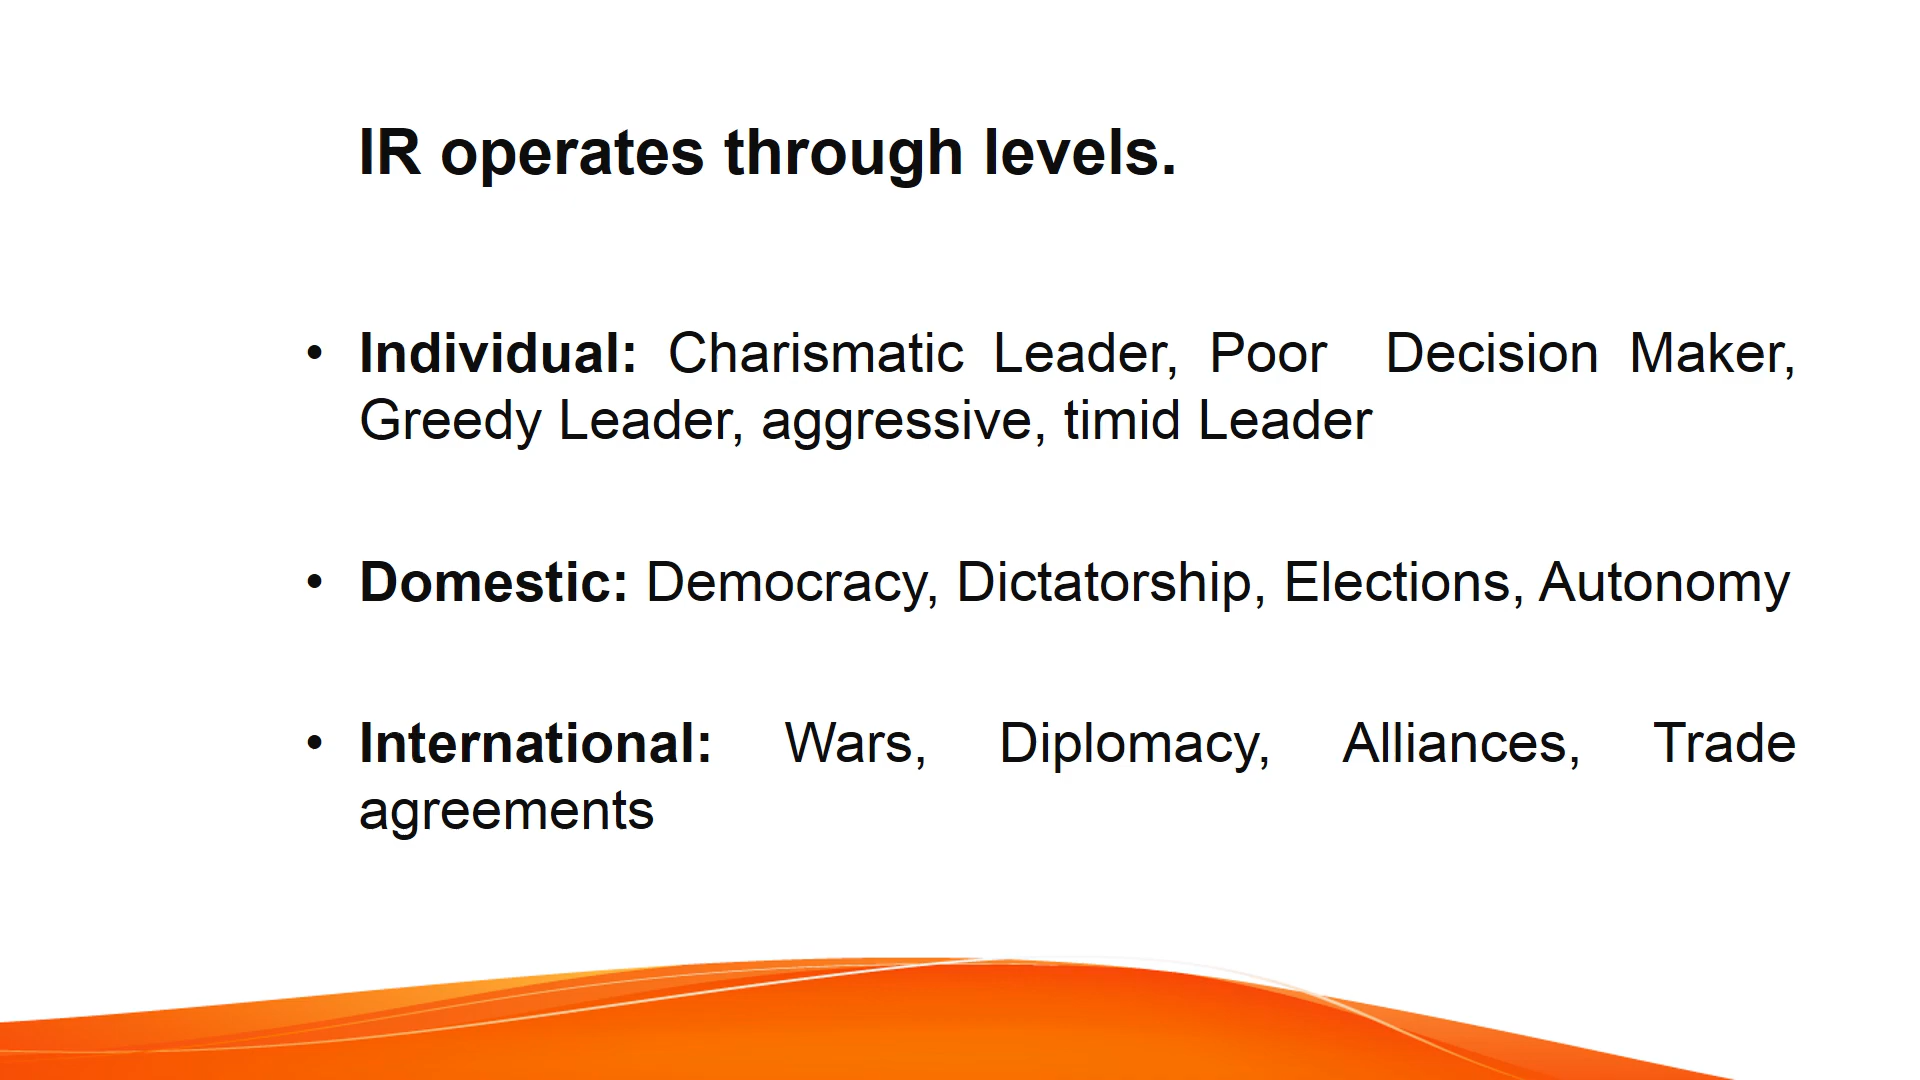 IR operates through levels.
• Individual: Charismatic Leader, Poor  Decision Maker,
Greedy Leader, aggressive, timid Leader
• Domestic: Democracy, Dictatorship, Elections, Autonomy
• International: Wars, Diplomacy, Alliances, Trade
agreements